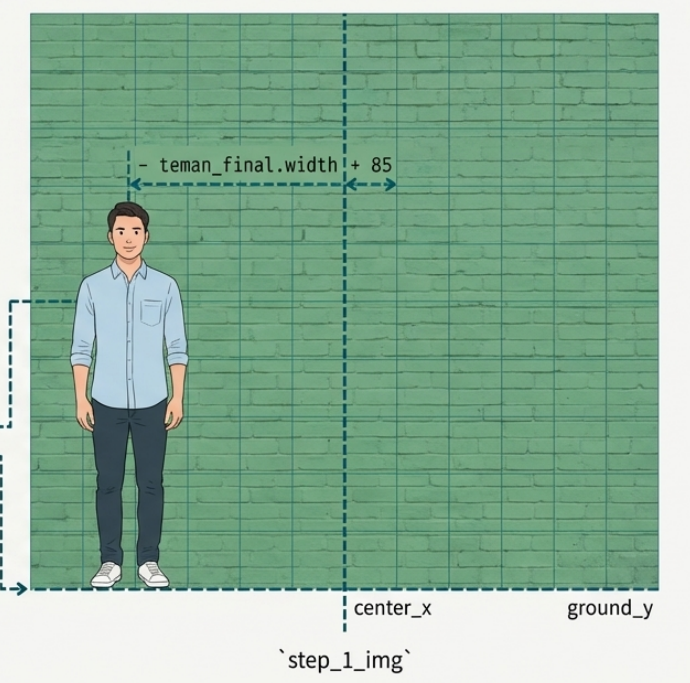 - teman_final.width + 85
center_x
ground_y
`step_1_img`